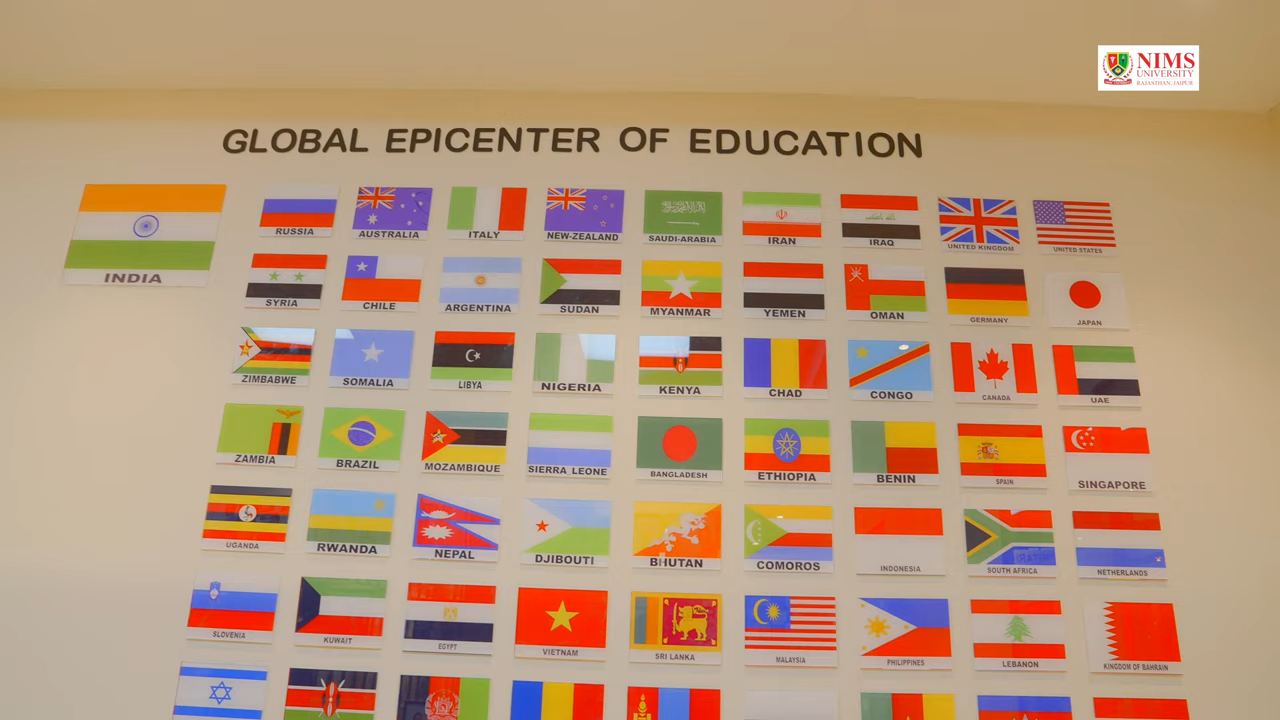 NIMS
UNIVERSITY
RAJASTHAN, JAIPUR
GLOBAL EPICENTER OF EDUCATION
INDIA
RUSSIA
AUSTRALIA
ITALY
NEW-ZEALAND
SAUDI-ARABIA
IRAN
IRAQ
UNITED KINGDOM
UNITED STATES
SYRIA
CHILE
ARGENTINA
SUDAN
MYANMAR
YEMEN
OMAN
GERMANY
JAPAN
ZIMBABWE
SOMALIA
LIBYA
NIGERIA
KENYA
CHAD
CONGO
CANADA
UAE
ZAMBIA
BRAZIL
MOZAMBIQUE
SIERRA LEONE
BANGLADESH
ETHIOPIA
BENIN
SPAIN
SINGAPORE
UGANDA
RWANDA
NEPAL
DJIBOUTI
BHUTAN
COMOROS
INDONESIA
SOUTH AFRICA
NETHERLANDS
SLOVENIA
KUWAIT
EGYPT
VIETNAM
SRI LANKA
MALAYSIA
PHILIPPINES
LEBANON
KINGDOM OF BAHRAIN